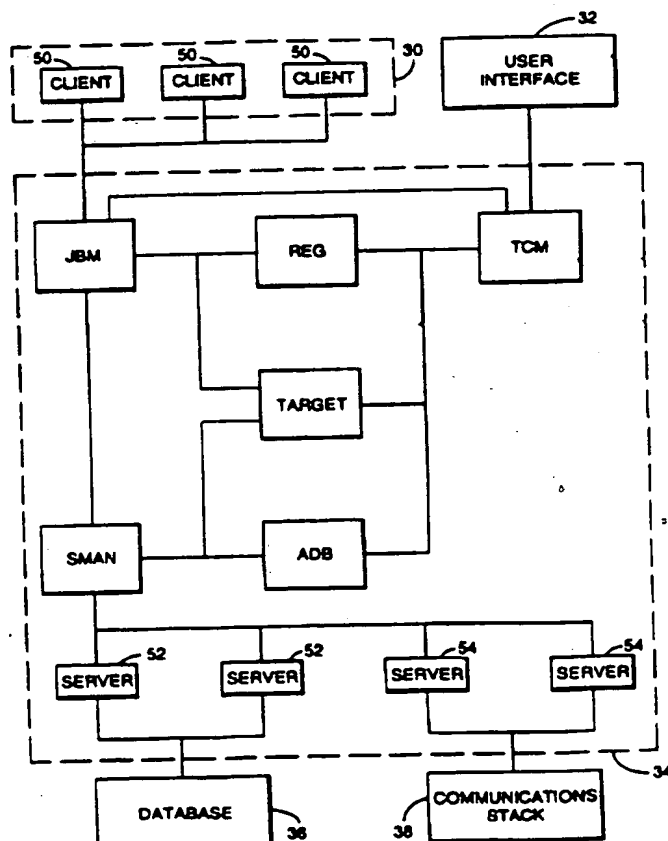 50 50 50 30 32
CLIENT CLIENT CLIENT
USER
INTERFACE
JBM REG TCM
TARGET
SMAN ADB
52 52 54 54
SERVER SERVER SERVER SERVER
34
DATABASE 36
38 COMMUNICATIONS
STACK